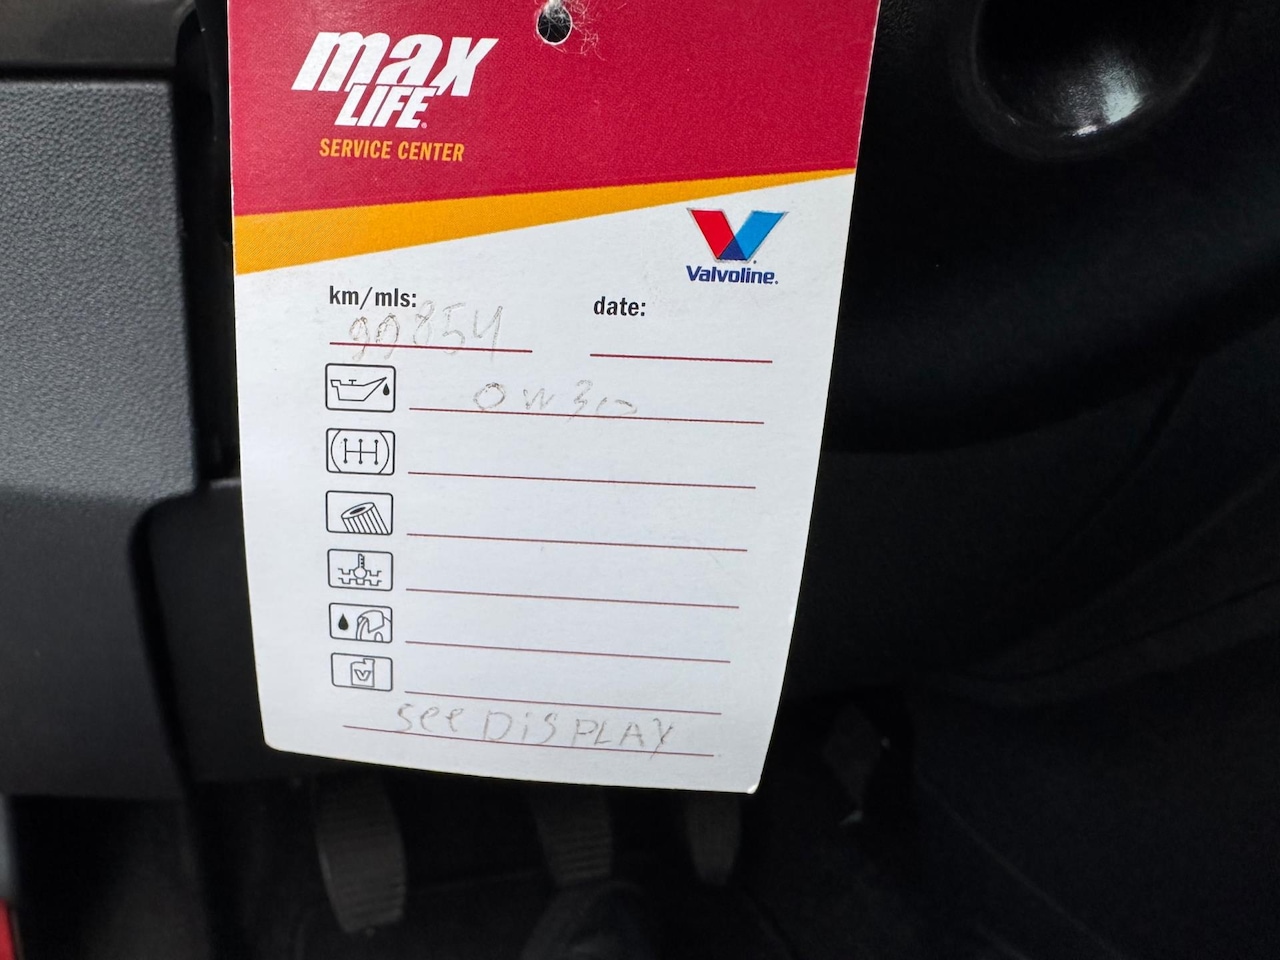 max
LIFE®
SERVICE CENTER
Valvoline.
km/mls: date:
99854
0W30
see DiSPLAY